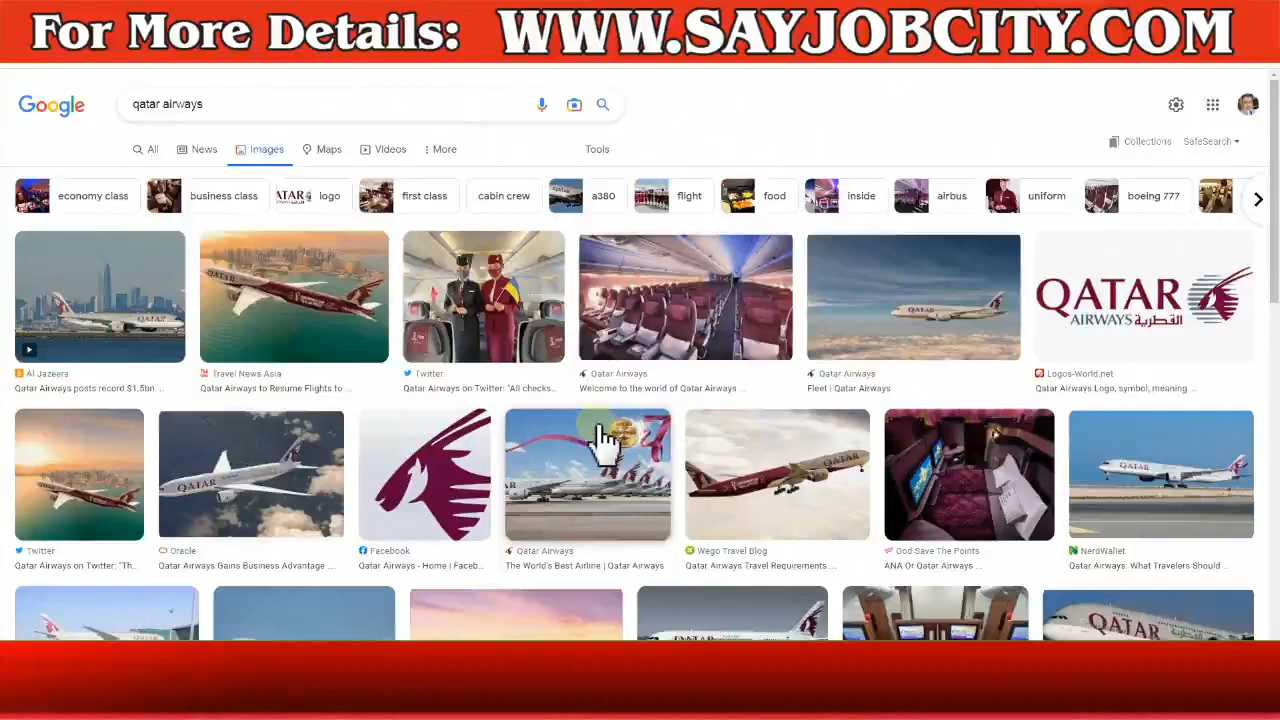 For More Details: WWW.SAYJOBCITY.COM
Google
qatar airways
All News Images Maps Videos More Tools
Collections SafeSearch
economy class business class logo first class cabin crew a380 flight food inside airbus uniform boeing 777
QATAR
AIRWAYS القطرية
Al Jazeera
Qatar Airways posts record $1.5bn ...
Travel News Asia
Qatar Airways to Resume Flights to ...
Twitter
Qatar Airways on Twitter: "All checks...
Qatar Airways
Welcome to the world of Qatar Airways ...
Qatar Airways
Fleet | Qatar Airways
Logos-World.net
Qatar Airways Logo, symbol, meaning ...
QATAR
QATAR
Twitter
Qatar Airways on Twitter: "Th...
Oracle
Qatar Airways Gains Business Advantage ...
Facebook
Qatar Airways - Home | Faceb...
Qatar Airways
The World's Best Airline | Qatar Airways
Wego Travel Blog
Qatar Airways Travel Requirements ...
God Save The Points
ANA Or Qatar Airways ...
NerdWallet
Qatar Airways: What Travelers Should ...
QATAR القطرية